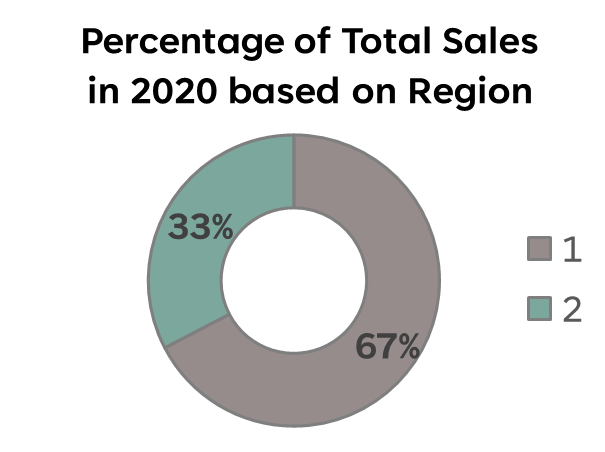 Percentage of Total Sales
in 2020 based on Region
33%
67%
1
2